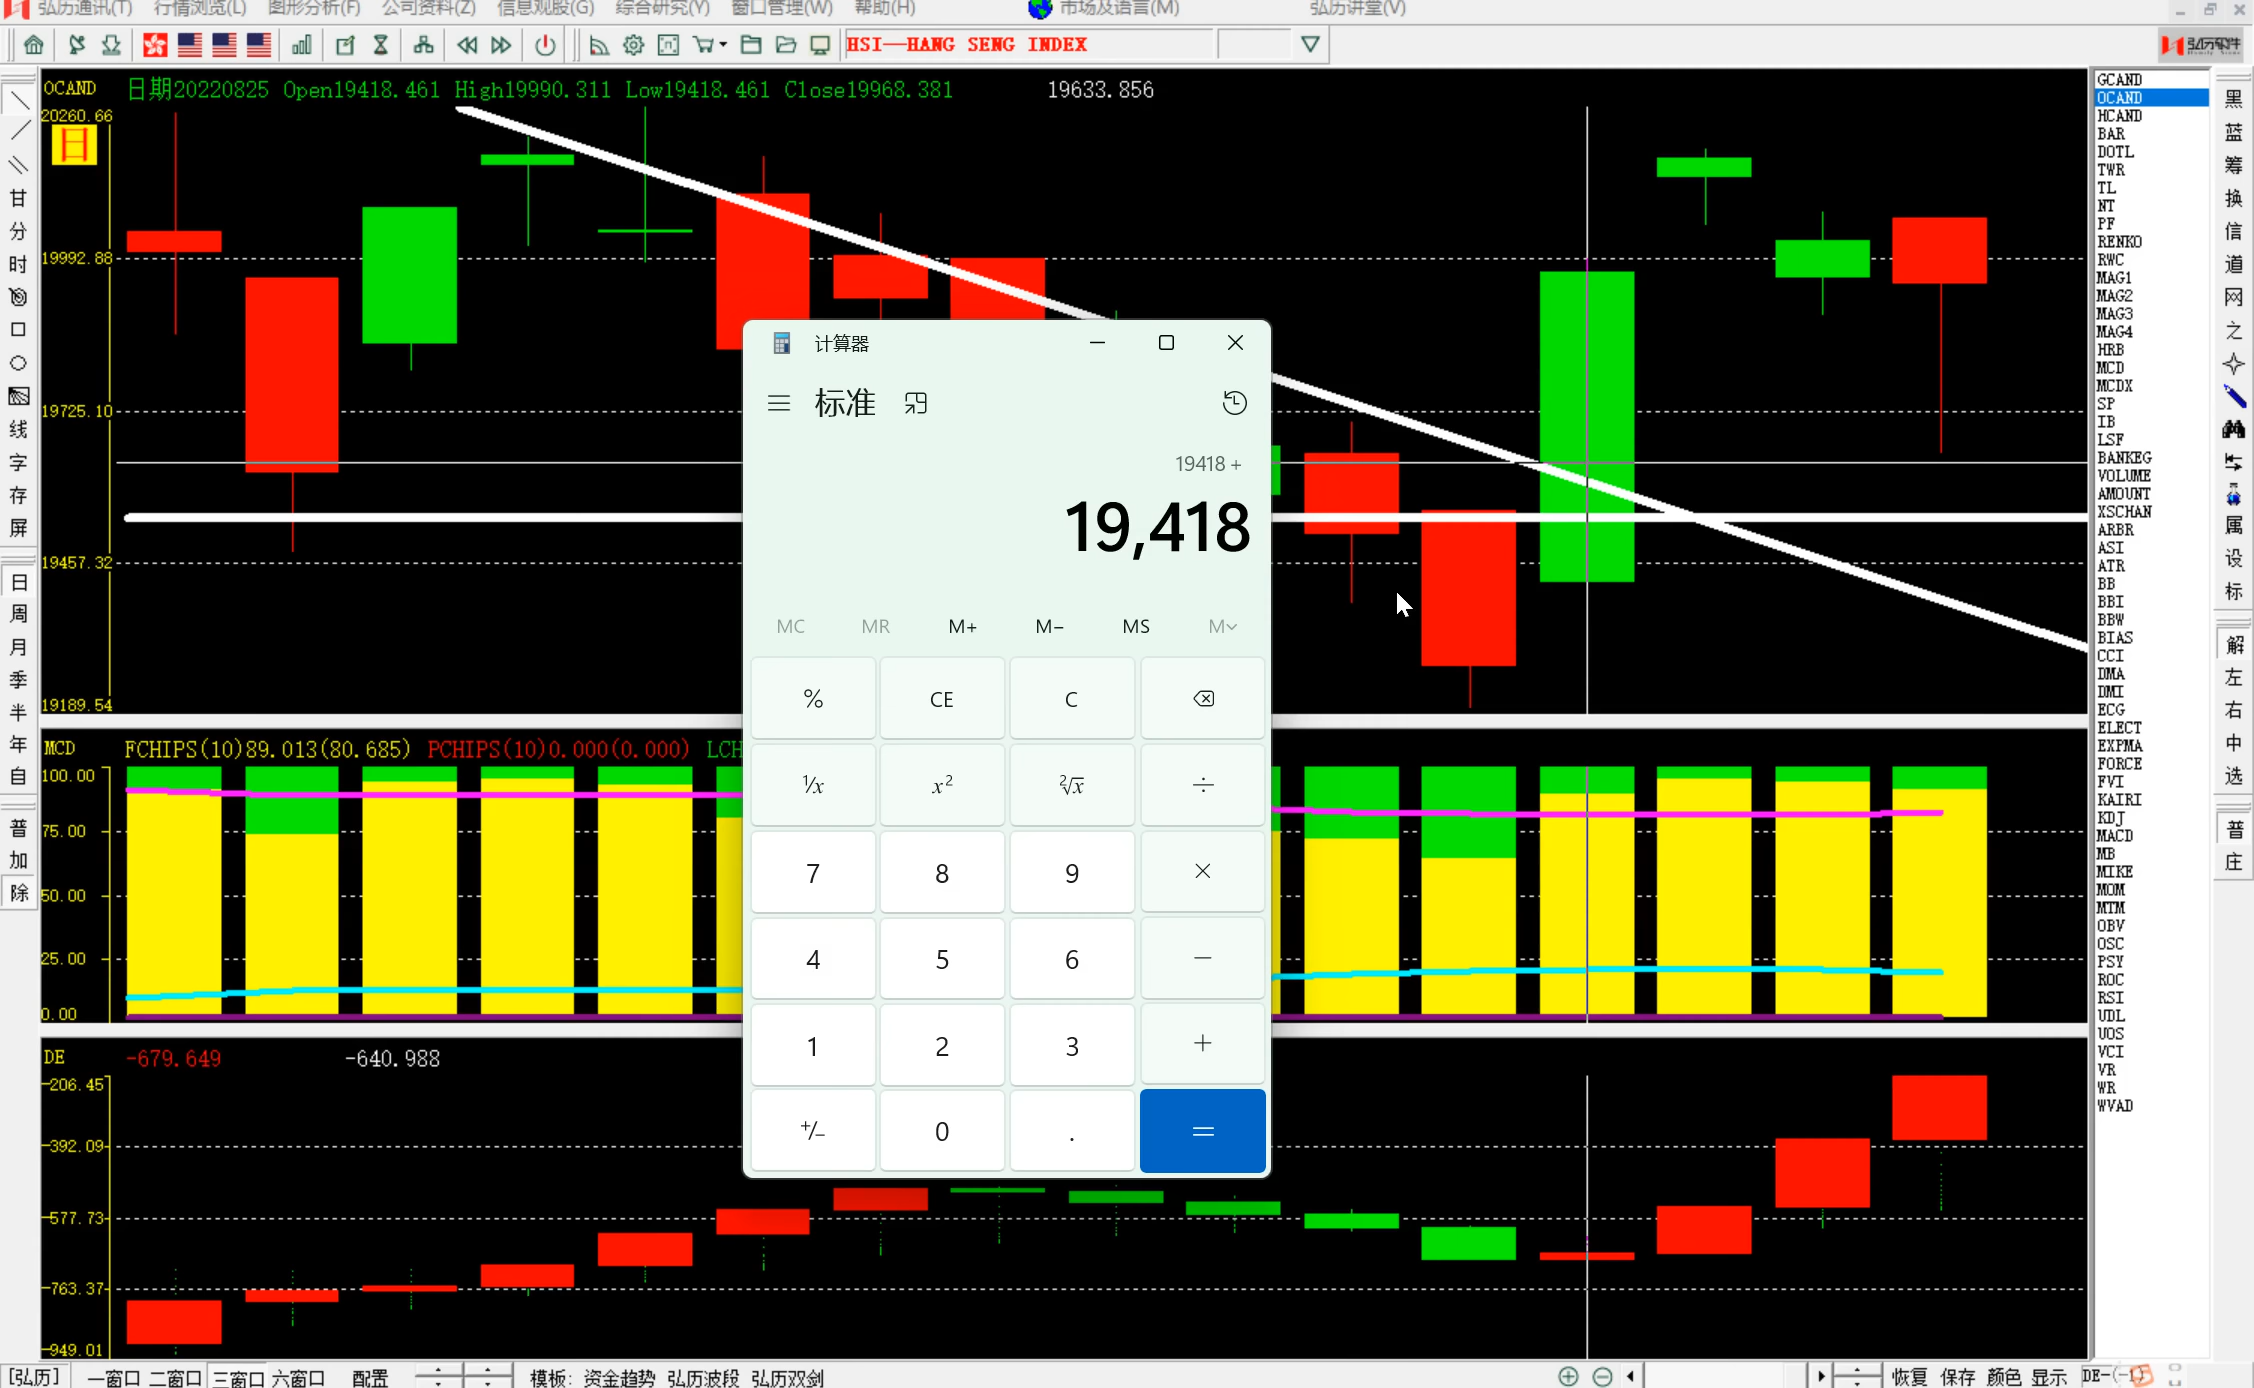 弘历通讯(T) 行情浏览(L) 图形分析(F) 公司资料(Z) 信息观股(G) 综合研究(Y) 窗口管理(W) 帮助(H) 市场及语言(M) 弘历讲堂(V)
HSI—HANG SENG INDEX
弘历软件
OCAND 日期20220825 Open19418.461 High19990.311 Low19418.461 Close19968.381 19633.856
20260.66
日
19992.88
19725.10
19457.32
19189.54
计算器
标准
19418 +
19,418
MC MR M+ M− MS M
% CE C
¹/x x² ²√x ÷
7 8 9 ×
4 5 6 −
1 2 3 +
+/− 0 . =
MCD FCHIPS(10)89.013(80.685) PCHIPS(10)0.000(0.000) LCH
100.00
75.00
50.00
25.00
0.00
DE -679.649 -640.988
-206.45
-392.09
-577.73
-763.37
-949.01
甘
分
时
线
字
存
屏
日
周
月
季
半
年
自
普
加
除
GCAND
OCAND
HCAND
BAR
DOTL
TWR
TL
NT
PF
RENKO
RWC
MAG1
MAG2
MAG3
MAG4
HRB
MCD
MCDX
SP
IB
LSF
BANKEG
VOLUME
AMOUNT
XSCHAN
ARBR
ASI
ATR
BB
BBI
BBW
BIAS
CCI
DMA
DMI
ECG
ELECT
EXPMA
FORCE
FVI
KAIRI
KDJ
MACD
MB
MIKE
MOM
MTM
OBV
OSC
PSY
ROC
RSI
UDL
UOS
VCI
VR
WR
WVAD
黑
蓝
筹
换
信
道
网
之
属
设
标
解
左
右
中
选
普
庄
[弘历] 一窗口 二窗口 三窗口 六窗口 配置 模板: 资金趋势 弘历波段 弘历双剑 恢复 保存 颜色 显示